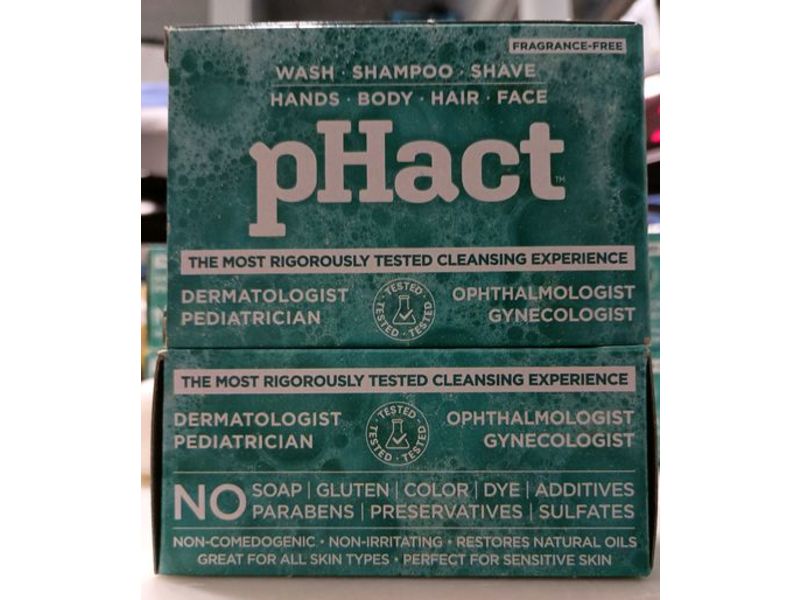 FRAGRANCE-FREE
WASH · SHAMPOO · SHAVE
HANDS · BODY · HAIR · FACE
pHact™
THE MOST RIGOROUSLY TESTED CLEANSING EXPERIENCE
DERMATOLOGIST
PEDIATRICIAN
TESTED · TESTED · TESTED ·
OPHTHALMOLOGIST
GYNECOLOGIST
THE MOST RIGOROUSLY TESTED CLEANSING EXPERIENCE
DERMATOLOGIST
PEDIATRICIAN
TESTED · TESTED · TESTED ·
OPHTHALMOLOGIST
GYNECOLOGIST
NO SOAP | GLUTEN | COLOR | DYE | ADDITIVES
PARABENS | PRESERVATIVES | SULFATES
NON-COMEDOGENIC • NON-IRRITATING • RESTORES NATURAL OILS
GREAT FOR ALL SKIN TYPES • PERFECT FOR SENSITIVE SKIN